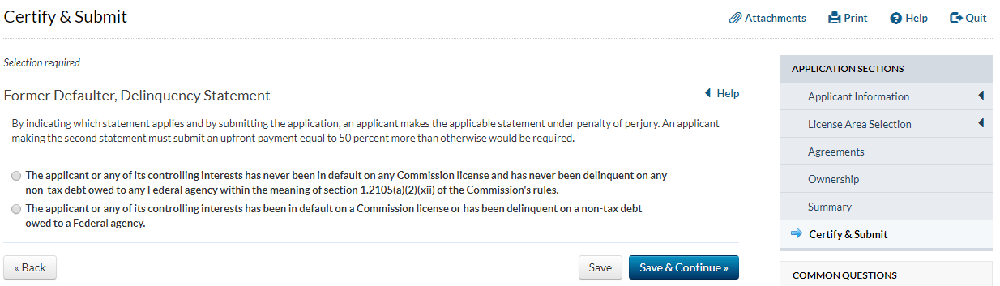 Certify & Submit
Attachments
Print
Help
Quit
Selection required
Former Defaulter, Delinquency Statement
Help
By indicating which statement applies and by submitting the application, an applicant makes the applicable statement under penalty of perjury. An applicant
making the second statement must submit an upfront payment equal to 50 percent more than otherwise would be required.
The applicant or any of its controlling interests has never been in default on any Commission license and has never been delinquent on any
non-tax debt owed to any Federal agency within the meaning of section 1.2105(a)(2)(xii) of the Commission's rules.
The applicant or any of its controlling interests has been in default on a Commission license or has been delinquent on a non-tax debt
owed to a Federal agency.
« Back
Save
Save & Continue »
APPLICATION SECTIONS
Applicant Information
License Area Selection
Agreements
Ownership
Summary
Certify & Submit
COMMON QUESTIONS